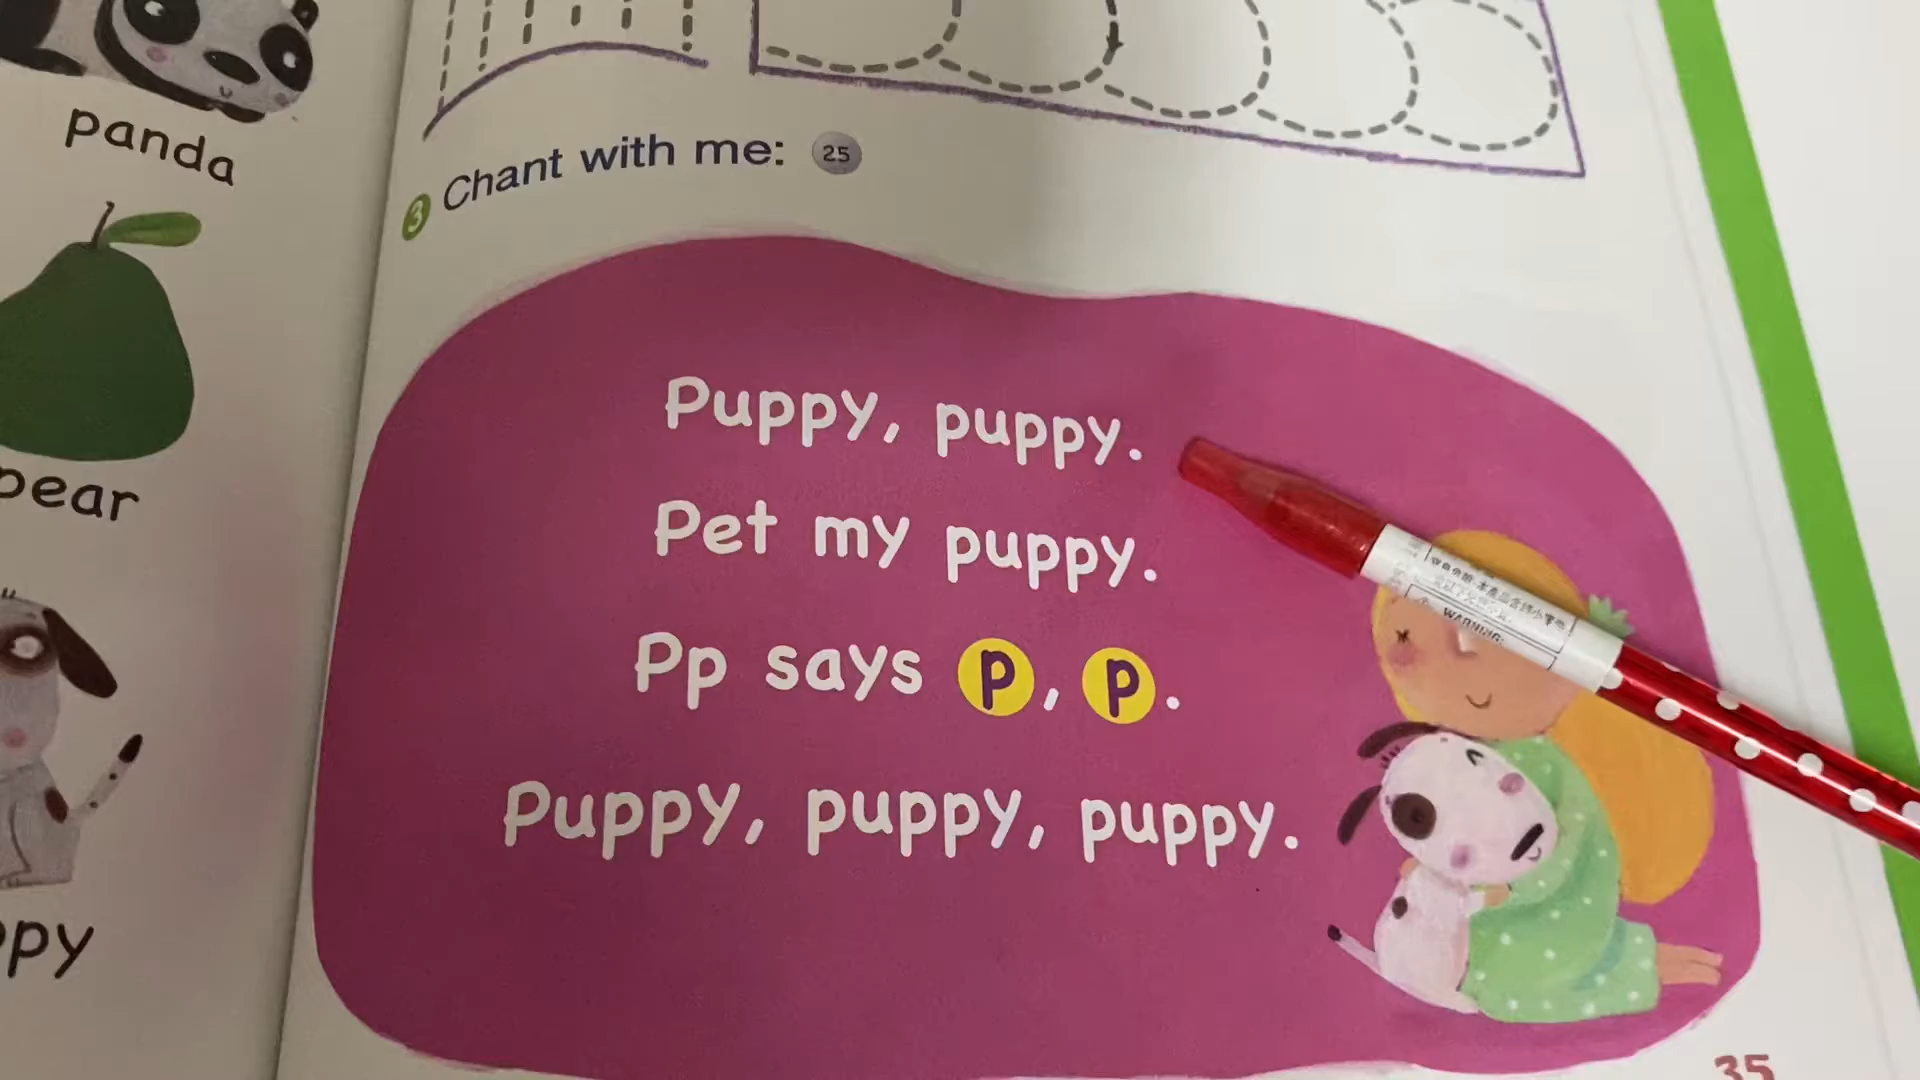 panda
pear
3 Chant with me: 25
Puppy, puppy.
Pet my puppy.
Pp says p, p.
Puppy, puppy, puppy.
WARNING:
35